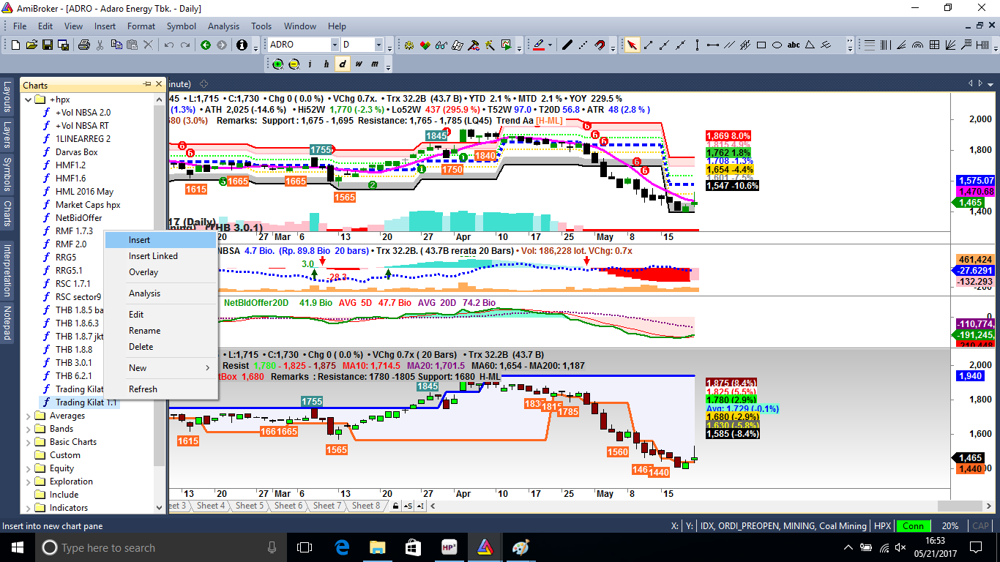 AmiBroker - [ADRO - Adaro Energy Tbk. - Daily]
File Edit View Insert Format Symbol Analysis Tools Window Help
ADRO D
abc
i h d w m
Layouts
Layers
Symbols
Charts
Interpretation
Notepad
Charts
+hpx
+Vol NBSA 2.0
+Vol NBSA RT
1LINEARREG 2
Darvas Box
HMF1.2
HMF1.6
HML 2016 May
Market Caps hpx
NetBidOffer
RMF 1.7.3
RMF 2.0
RRG5
RRG5.1
RSC 1.7.1
RSC sector9
THB 1.8.5 ba
THB 1.8.6.3
THB 1.8.7 jkt
THB 1.8.8
THB 3.0.1
THB 6.2.1
Trading Kilat
Trading Kilat 1.1
Averages
Bands
Basic Charts
Custom
Equity
Exploration
Include
Indicators
Insert
Insert Linked
Overlay
Analysis
Edit
Rename
Delete
New
Refresh
inute)
45 • L:1,715 • C:1,730 • Chg 0 ( 0.0 %) • VChg 0.7x. • Trx 32.2B (43.7 B) • YTD 2.1 % • MTD 2.1 % • YOY 229.5 %
(1.3%) • ATH 2,025 (-14.6 %) • Hi52W 1,770 (-2.3 %) • Lo52W 437 (295.9 %) • T52W 97.0 • T20D 56.8 • ATR 48 (2.8 % )
680 (3.0%) Remarks: Support : 1,675 - 1,695 Resistance: 1,765 - 1,785 (LQ45) Trend Aa [H-ML]
1615 1665 1665 1755 1565 1845 1750 1840
6 6 3 2 1 1 6 6 6 6 6
2,000
1,800
1,400
1,869 8.0%
1,815 4.9%
1,762 1.8%
1,708 -1.3%
1,654 -4.4%
1,601 -7.5%
1,547 -10.6%
1,575.07
1,470.68
1,465
17 (Daily)
(THB 3.0.1)
20 27 Mar 6 13 20 27 Apr 10 17 25 May 8 15
NBSA 4.7 Bio. (Rp. 89.8 Bio 20 bars) • Trx 32.2B. ( 43.7B rerata 20 Bars) • Vol: 186,228 lot. VChg: 0.7x
3.0
-28.3
461,424
-27.6291
-132.293
-200
NetBIdOffer20D 41.9 Bio AVG 5D 47.7 Bio AVG 20D 74.2 Bio
0
-110,774,
-191,245,
• L:1,715 • C:1,730 • Chg 0 ( 0.0 %) • VChg 0.7x ( 20 Bars) • Trx 32.2B (43.7 B)
Resist 1,780 - 1,825 - 1,875 MA10: 1,714.5 MA20: 1,701.5 MA60: 1,654 - MA200: 1,187
tBox 1,680 Remarks : Resistance: 1780 -1805 Support: 1680 H-ML
1615 1665 1755 1565 1845 1815 1785 1560 1440
2,000
1,940
1,800
1,600
1,465
1,440
1,875 (8.4%)
1,825 (5.5%)
1,780 (2.9%)
Avg: 1,729 (-0.1%)
1,680 (-2.9%)
1,630 (-5.8%)
1,585 (-8.4%)
13 20 27 Mar 6 13 20 27 Apr 10 17 25 May 8 15
eet 3 Sheet 4 Sheet 5 Sheet 6 Sheet 7 Sheet 8
Insert into new chart pane
X: Y: IDX, ORDI_PREOPEN, MINING, Coal Mining HPX Conn 20% CAP
Type here to search
HP³
16:53
05/21/2017